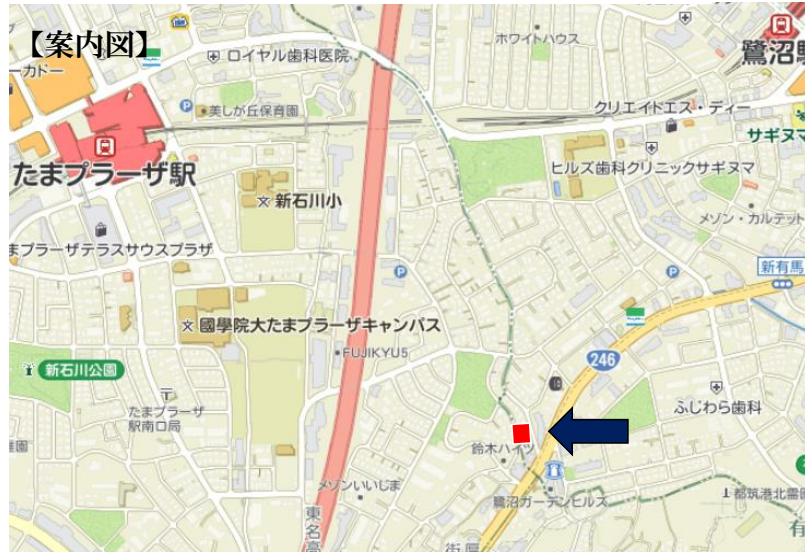 【案内図】
ーカドー
ロイヤル歯科医院
ホワイトハウス
鷺沼駅
美しが丘保育園
クリエイトエス・ディー
サギヌマ
たまプラーザ駅
ヒルズ歯科クリニックサギヌマ
新石川小
メゾン・カルテット
まプラーザテラスサウスプラザ
新有馬
國學院大たまプラーザキャンパス
FUJIKYU5
246
新石川公園
たまプラーザ
駅南口局
ふじわら歯科
鈴木ハイツ
メゾンいいじま
鷺沼ガーデンヒルズ
都筑港北霊園
東名高
街厚
有